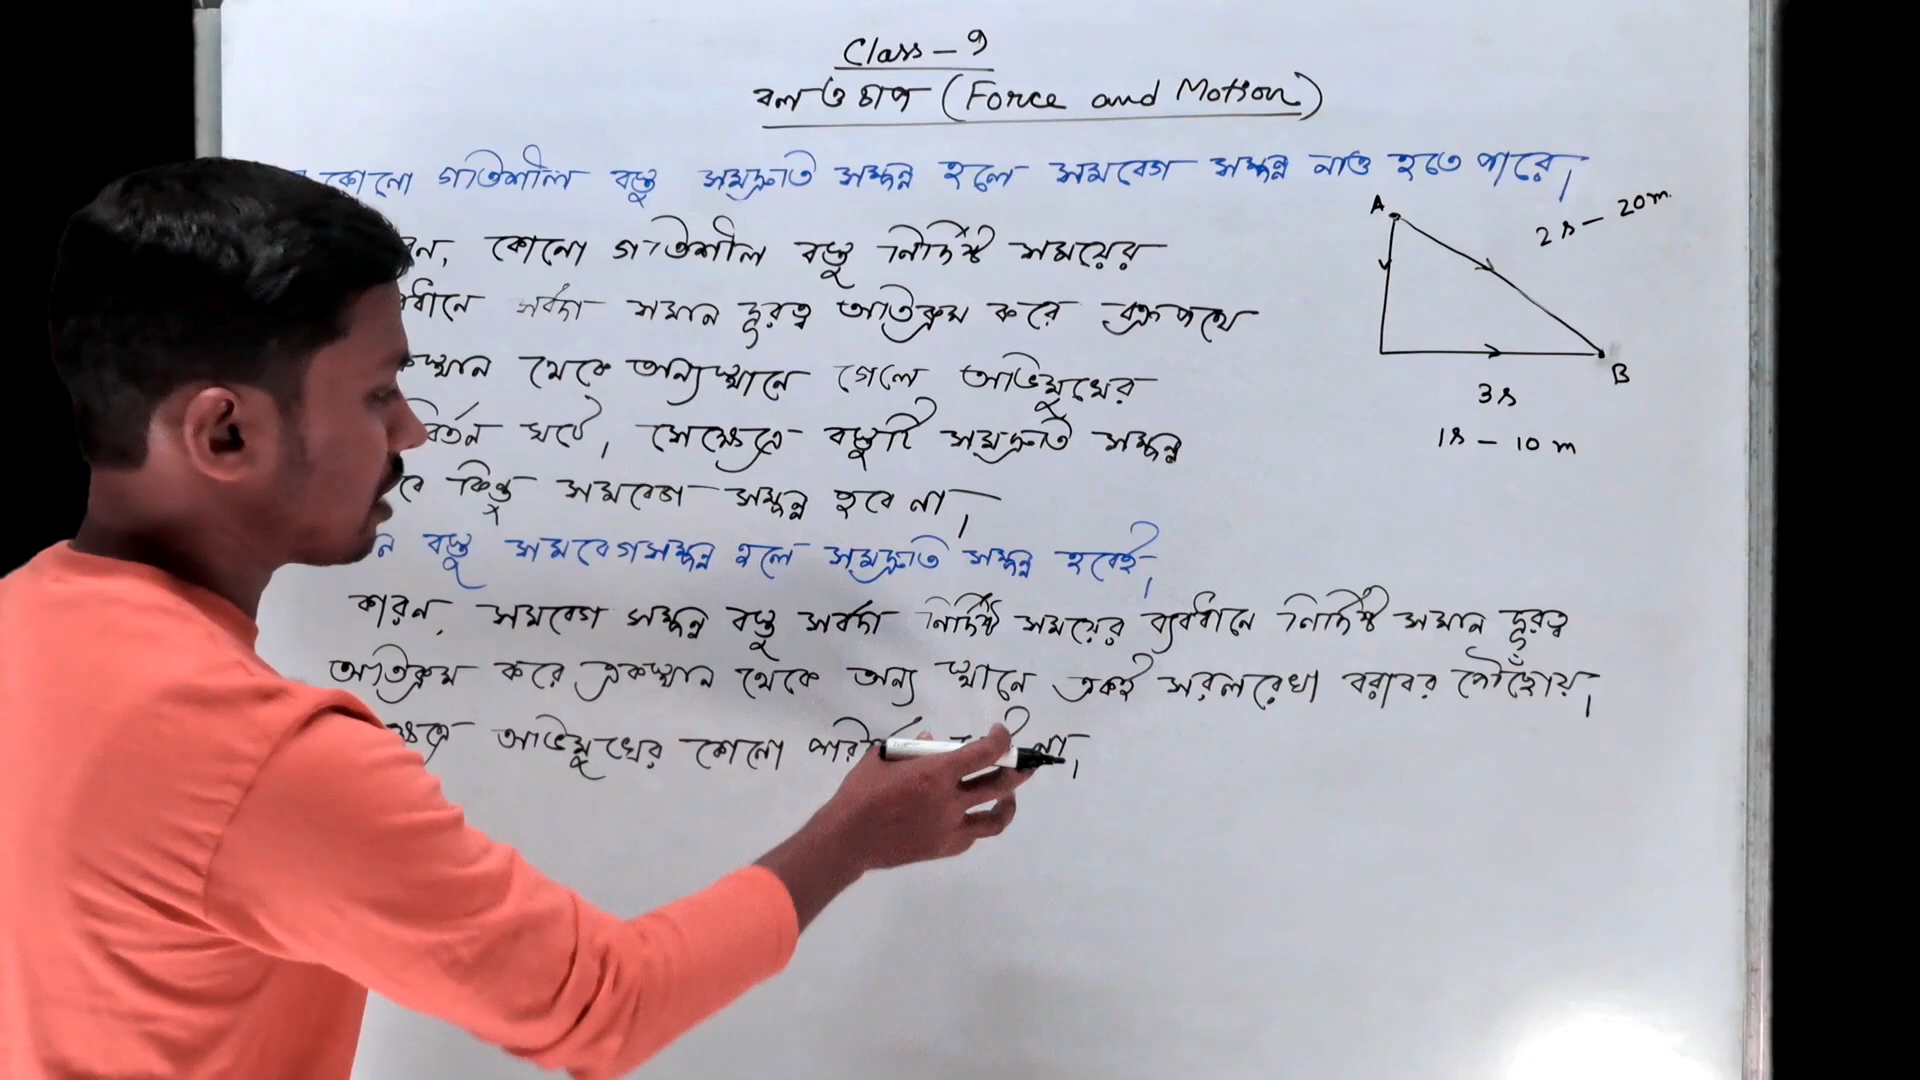 Class - 9
বল ও চাপ (Force and Motion)
কোনো গতিশীল বস্তু সমদ্রুতি সম্পন্ন হলে সমবেগ সম্পন্ন নাও হতে পারে।
কোনো গতিশীল বস্তু নির্দিষ্ট সময়ের
সর্বদা সমান দূরত্ব অতিক্রম করে বক্রপথে
থেকে অন্যস্থানে গেলে অভিমুখের
ঘটে, সেক্ষেত্রে বস্তুটি সমদ্রুতি সম্পন্ন
কিন্তু সমবেগ সম্পন্ন হবে না।
বস্তু সমবেগসম্পন্ন হলে সমদ্রুতি সম্পন্ন হবেই।
কারন, সমবেগ সম্পন্ন বস্তু সর্বদা নির্দিষ্ট সময়ের ব্যবধানে নির্দিষ্ট সমান দূরত্ব
অতিক্রম করে একস্থান থেকে অন্য স্থানে একই সরলরেখা বরাবর পৌঁছোয়।
অভিমুখের কোনো না।
A
2s - 20m.
B
3s
1s - 10 m